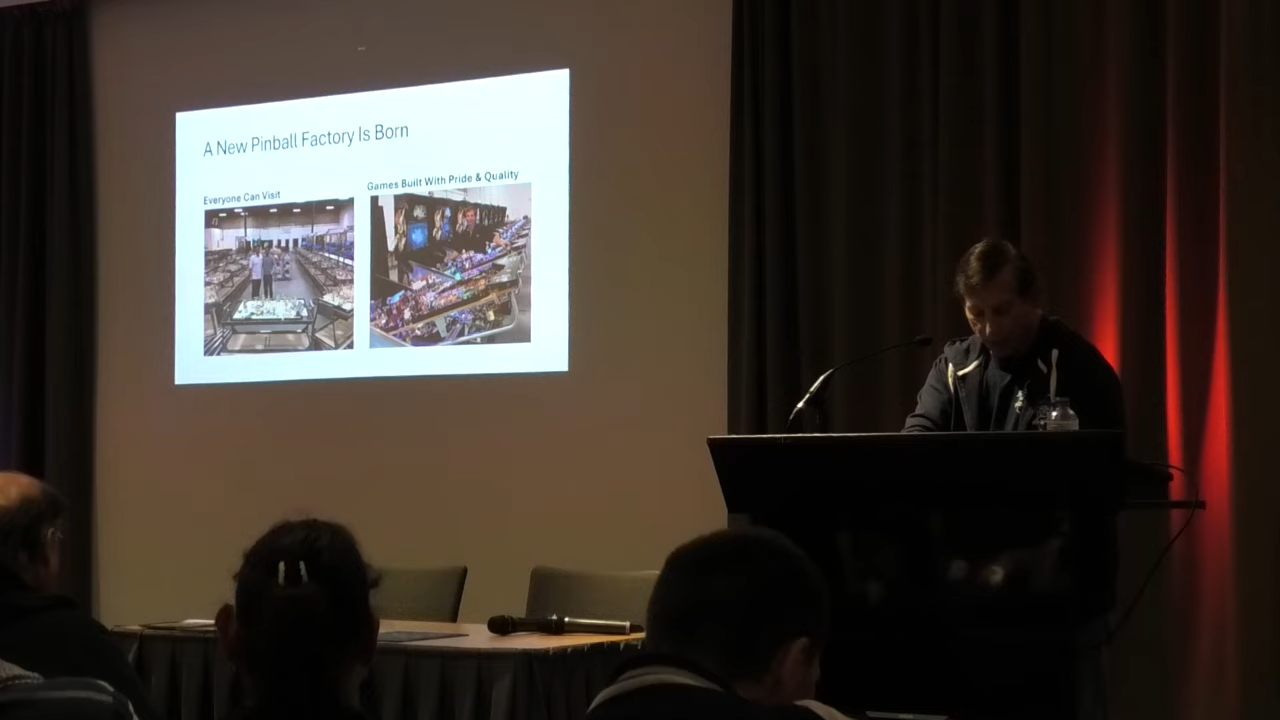 A New Pinball Factory Is Born
Everyone Can Visit
Games Built With Pride & Quality